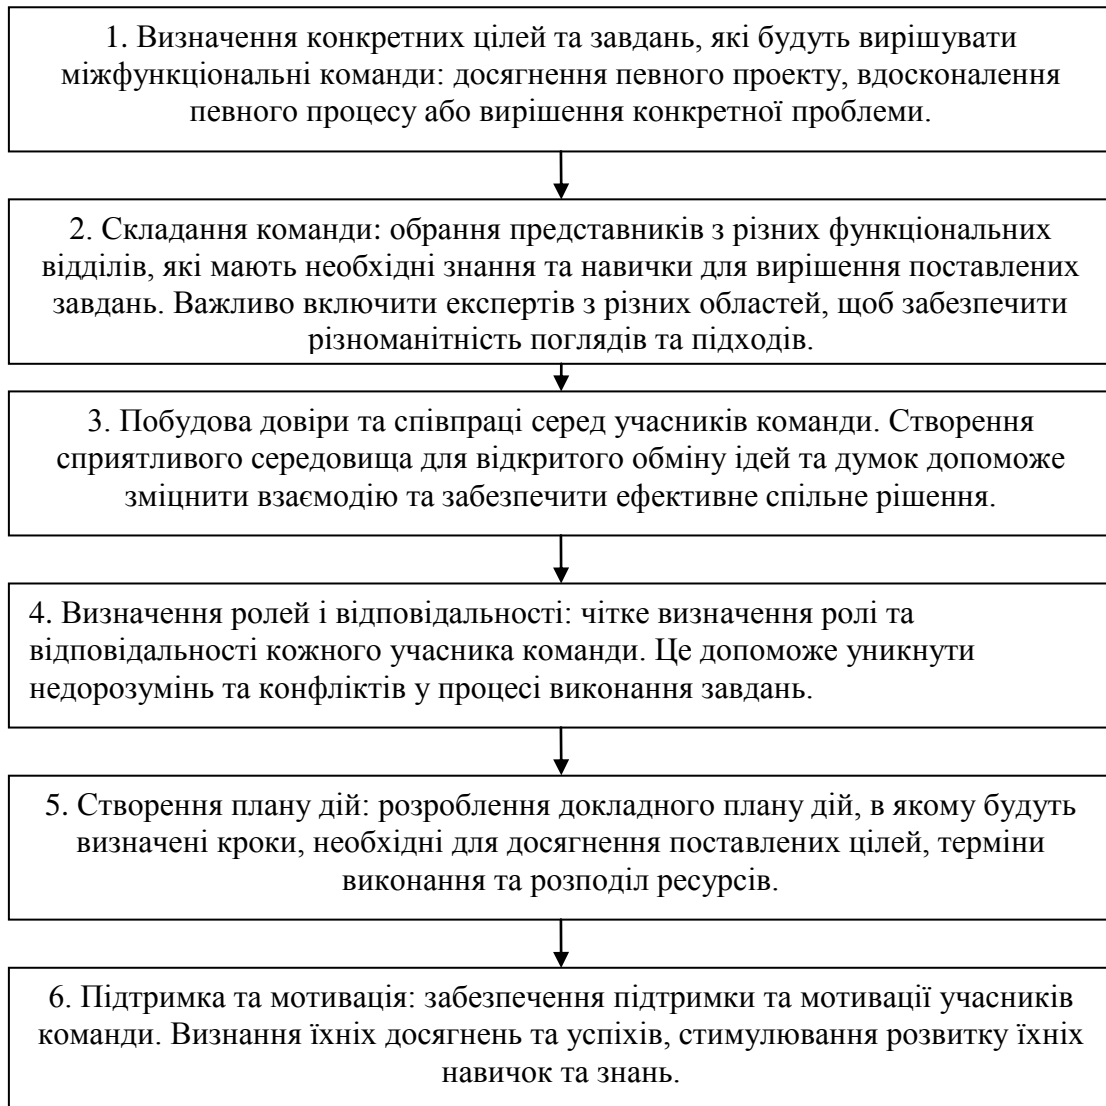 1. Визначення конкретних цілей та завдань, які будуть вирішувати
міжфункціональні команди: досягнення певного проекту, вдосконалення
певного процесу або вирішення конкретної проблеми.
2. Складання команди: обрання представників з різних функціональних
відділів, які мають необхідні знання та навички для вирішення поставлених
завдань. Важливо включити експертів з різних областей, щоб забезпечити
різноманітність поглядів та підходів.
3. Побудова довіри та співпраці серед учасників команди. Створення
сприятливого середовища для відкритого обміну ідей та думок допоможе
зміцнити взаємодію та забезпечити ефективне спільне рішення.
4. Визначення ролей і відповідальності: чітке визначення ролі та
відповідальності кожного учасника команди. Це допоможе уникнути
недорозумінь та конфліктів у процесі виконання завдань.
5. Створення плану дій: розроблення докладного плану дій, в якому будуть
визначені кроки, необхідні для досягнення поставлених цілей, терміни
виконання та розподіл ресурсів.
6. Підтримка та мотивація: забезпечення підтримки та мотивації учасників
команди. Визнання їхніх досягнень та успіхів, стимулювання розвитку їхніх
навичок та знань.